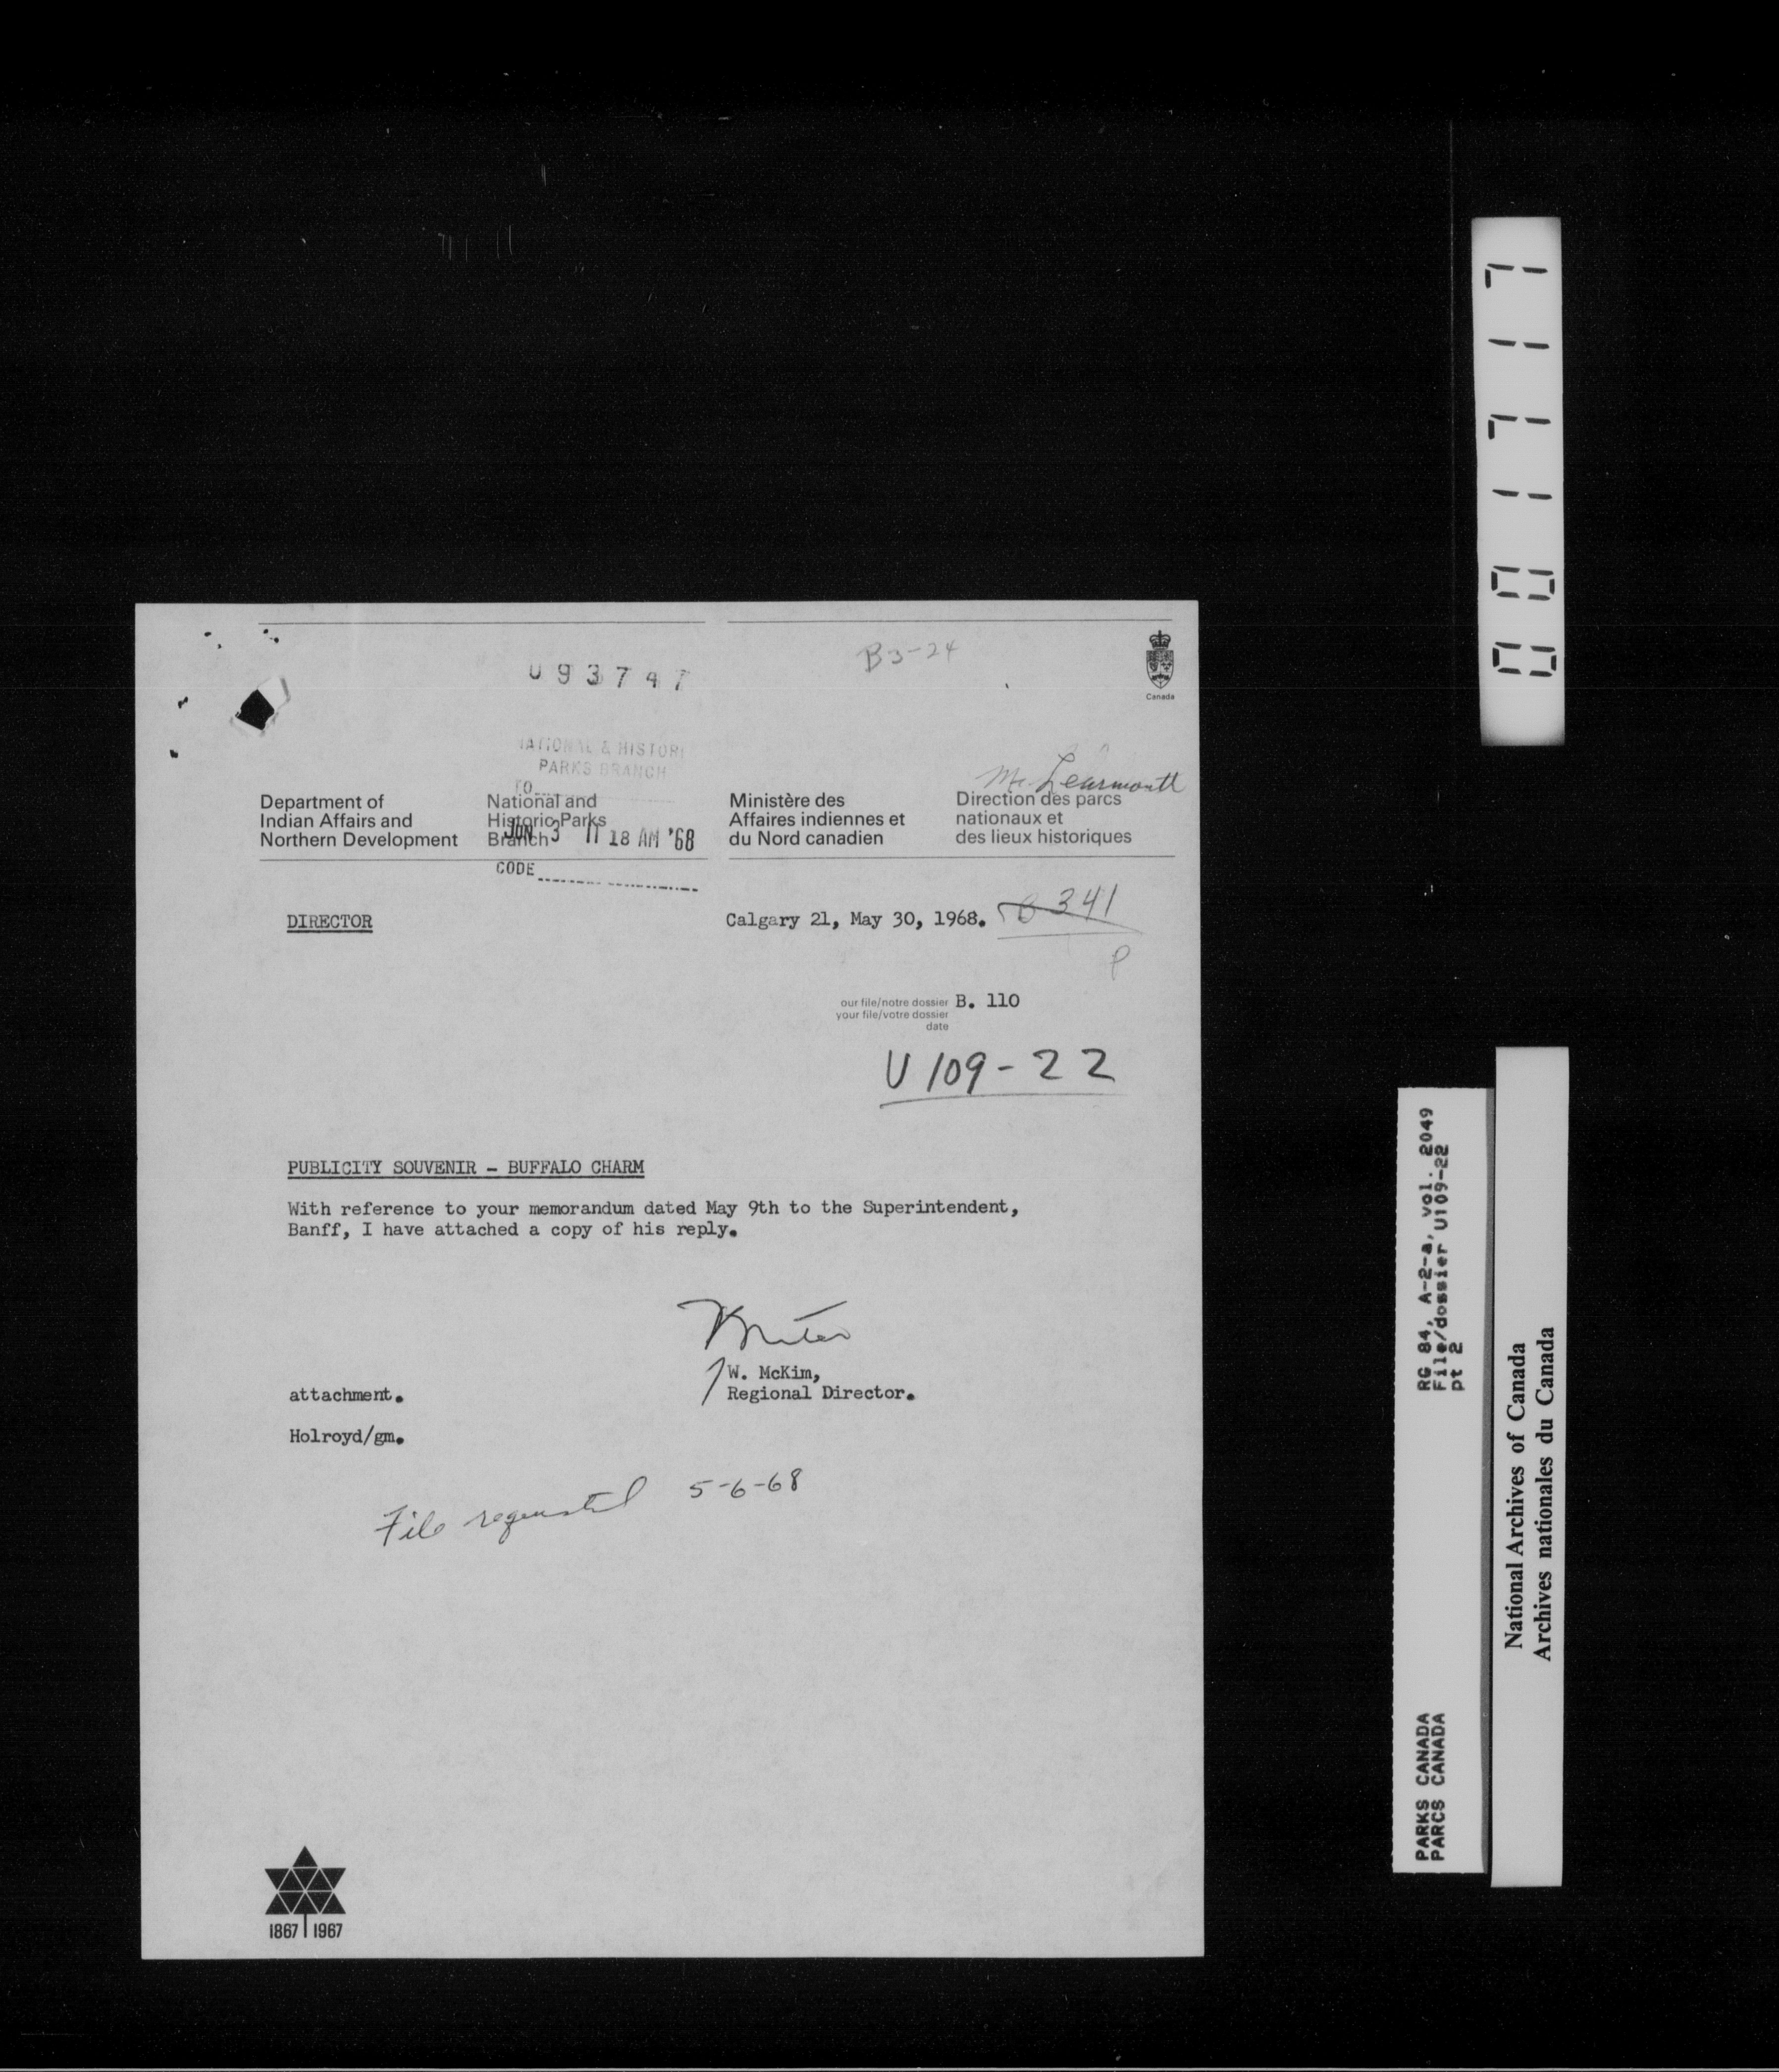 093747
B3-24
Canada
NATIONAL & HISTORI
PARKS BRANCH
TO
Mr. Learmonth
Department of
Indian Affairs and
Northern Development
National and
Historic Parks
Branch
JUN 3 11 18 AM '68
CODE
Ministère des
Affaires indiennes et
du Nord canadien
Direction des parcs
nationaux et
des lieux historiques
DIRECTOR
Calgary 21, May 30, 1968.
341
our file/notre dossier B. 110
your file/votre dossier
date
U109-22
PUBLICITY SOUVENIR - BUFFALO CHARM
With reference to your memorandum dated May 9th to the Superintendent,
Banff, I have attached a copy of his reply.
W. McKim,
Regional Director.
attachment.
Holroyd/gm.
File requested 5-6-68
1867 1967
001717
RG 84, A-2-a, vol. 2049
File/dossier U109-22
pt 2
PARKS CANADA
PARCS CANADA
National Archives of Canada
Archives nationales du Canada